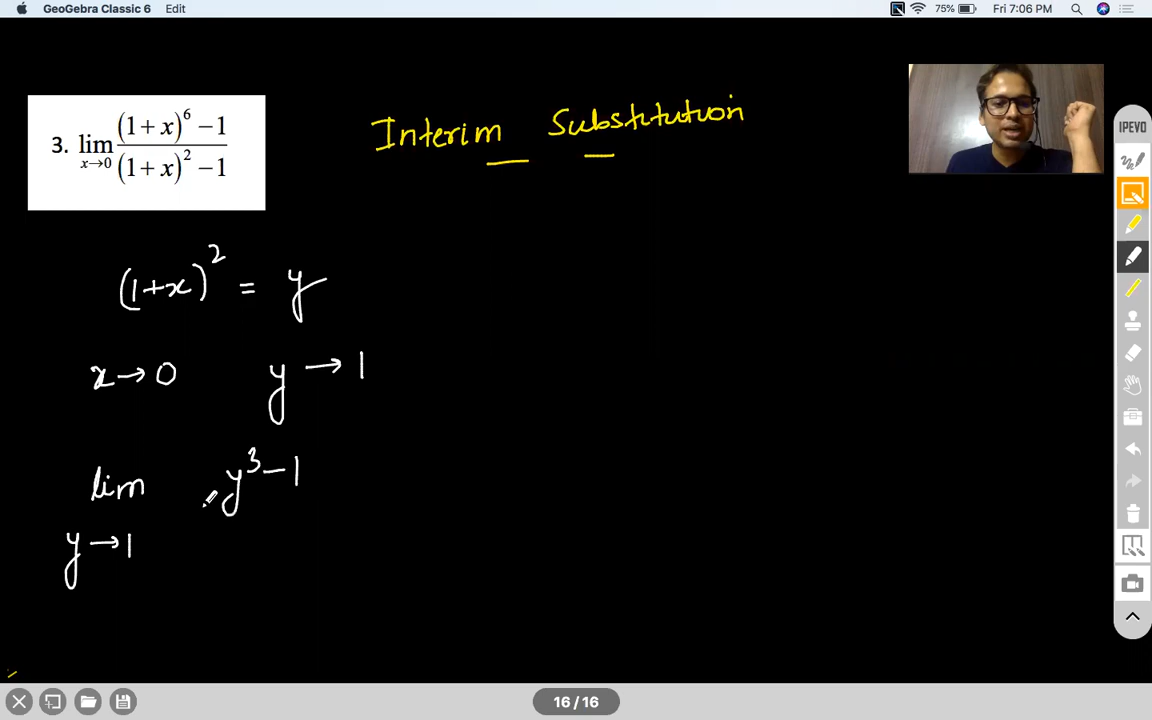 GeoGebra Classic 6 Edit 75% Fri 7:06 PM
3. lim x→0 ((1+x)^6 −1)/((1+x)^2 −1)
Interim Substitution
IPEVO
(1+x)^2 = y
x→0 y→1
lim y→1 y^3−1
16/16